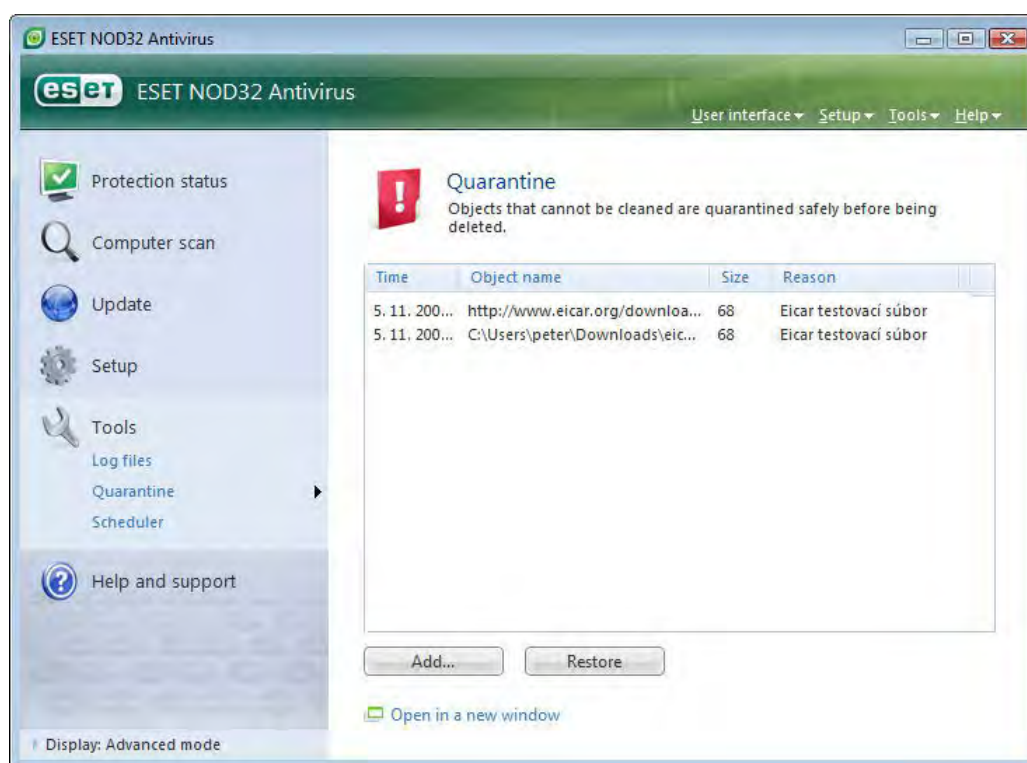 ESET NOD32 Antivirus
eset ESET NOD32 Antivirus
User interface Setup Tools Help
Protection status
Computer scan
Update
Setup
Tools
Log files
Quarantine
Scheduler
Help and support
Display: Advanced mode
Quarantine
Objects that cannot be cleaned are quarantined safely before being
deleted.
Time Object name Size Reason
5. 11. 200... http://www.eicar.org/downloa... 68 Eicar testovací súbor
5. 11. 200... C:\Users\peter\Downloads\eic... 68 Eicar testovací súbor
Add... Restore
Open in a new window